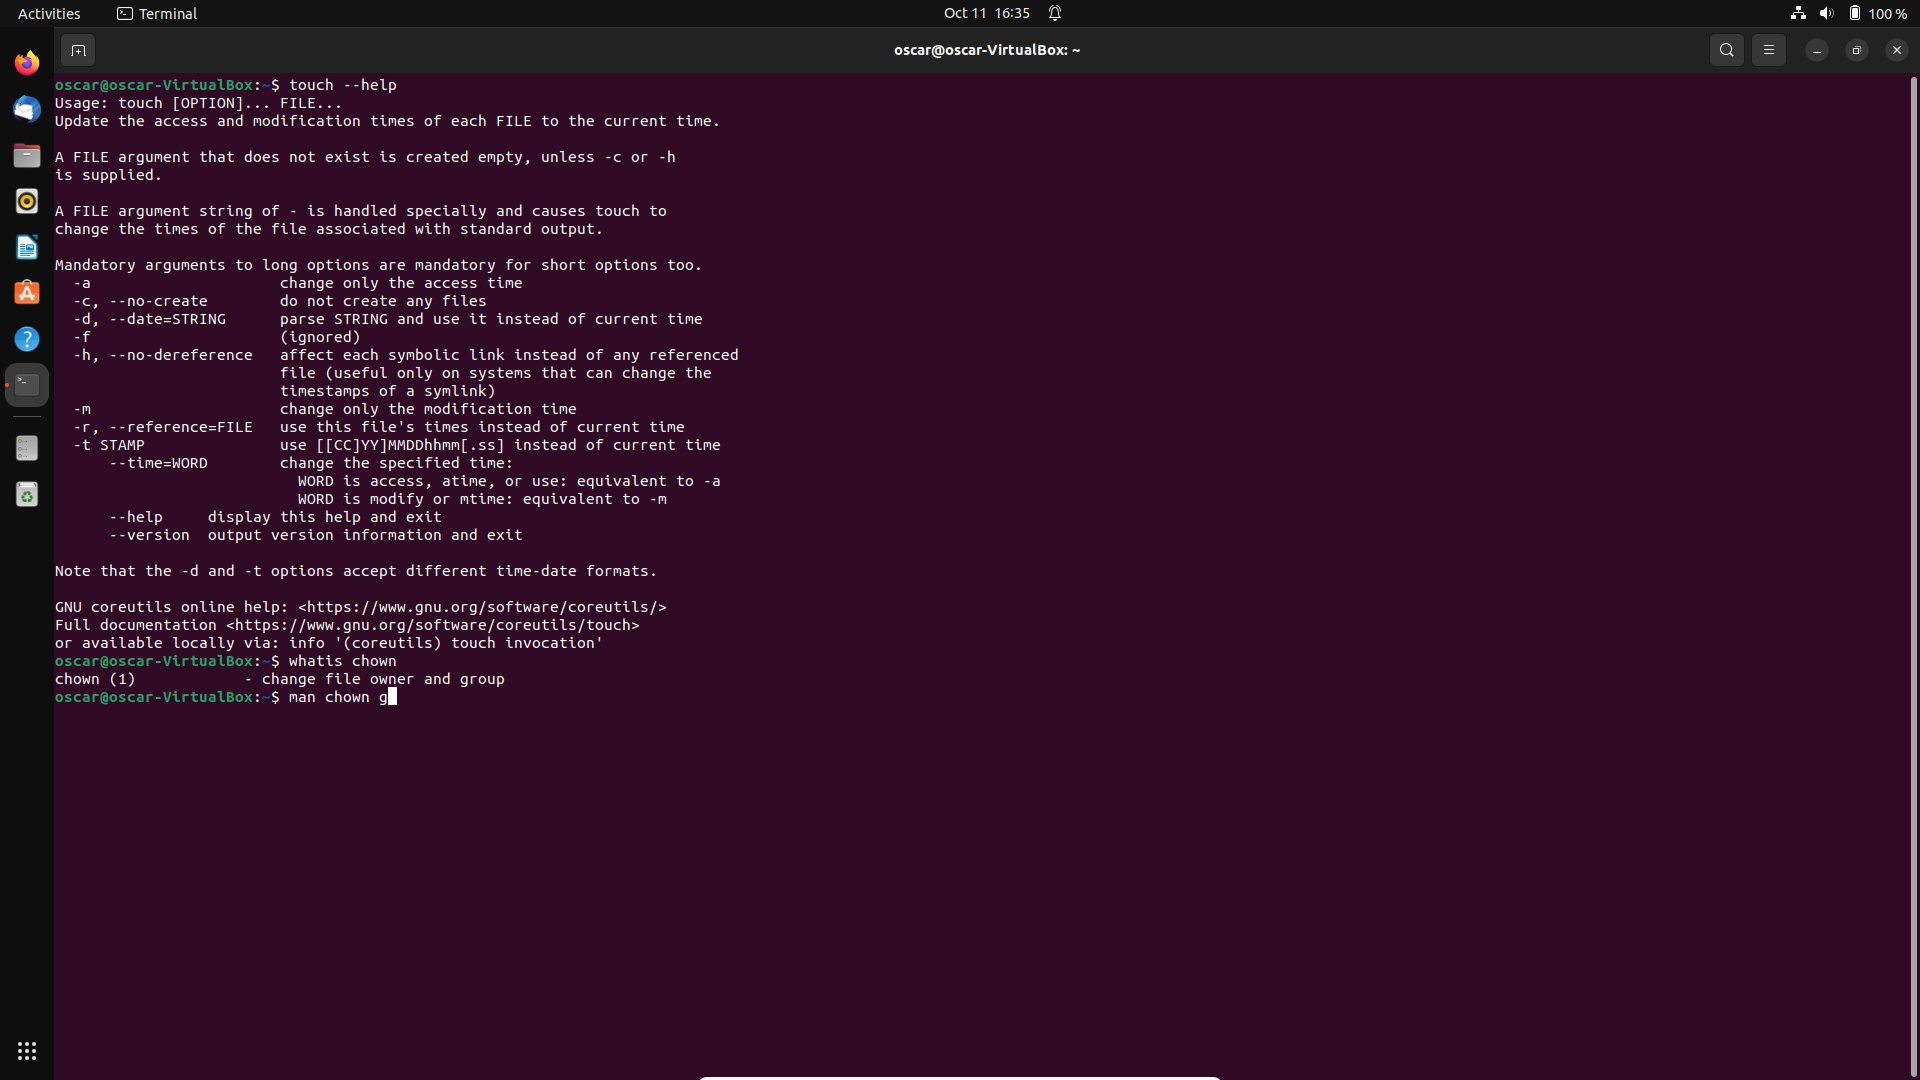 Activities Terminal Oct 11 16:35 100 %
oscar@oscar-VirtualBox: ~
oscar@oscar-VirtualBox:~$ touch --help
Usage: touch [OPTION]... FILE...
Update the access and modification times of each FILE to the current time.
A FILE argument that does not exist is created empty, unless -c or -h
is supplied.
A FILE argument string of - is handled specially and causes touch to
change the times of the file associated with standard output.
Mandatory arguments to long options are mandatory for short options too.
  -a                     change only the access time
  -c, --no-create        do not create any files
  -d, --date=STRING      parse STRING and use it instead of current time
  -f                     (ignored)
  -h, --no-dereference   affect each symbolic link instead of any referenced
                         file (useful only on systems that can change the
                         timestamps of a symlink)
  -m                     change only the modification time
  -r, --reference=FILE   use this file's times instead of current time
  -t STAMP               use [[CC]YY]MMDDhhmm[.ss] instead of current time
      --time=WORD        change the specified time:
                           WORD is access, atime, or use: equivalent to -a
                           WORD is modify or mtime: equivalent to -m
      --help     display this help and exit
      --version  output version information and exit
Note that the -d and -t options accept different time-date formats.
GNU coreutils online help: <https://www.gnu.org/software/coreutils/>
Full documentation <https://www.gnu.org/software/coreutils/touch>
or available locally via: info '(coreutils) touch invocation'
oscar@oscar-VirtualBox:~$ whatis chown
chown (1)            - change file owner and group
oscar@oscar-VirtualBox:~$ man chown g